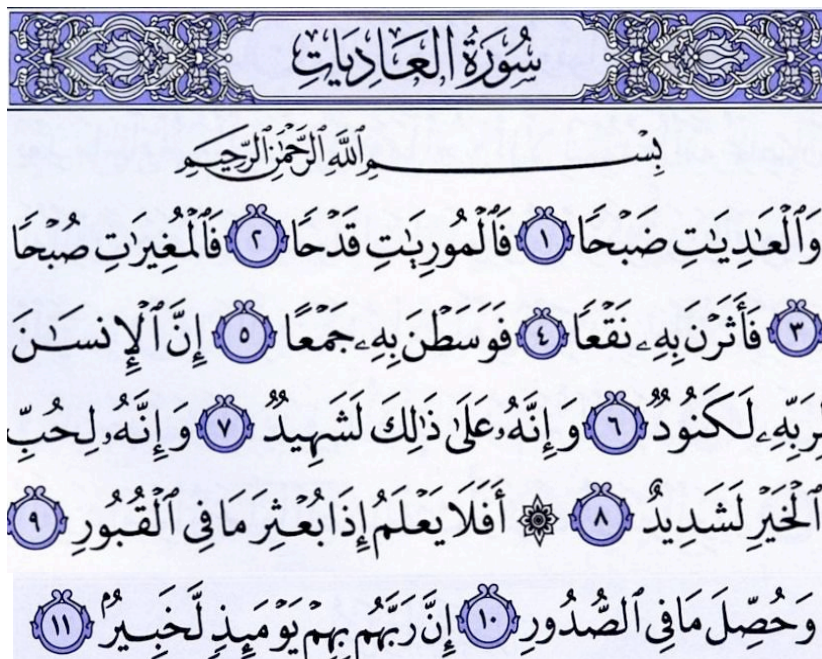 سُورَةُ العَادِيَاتِ
بِسْمِ ٱللَّهِ ٱلرَّحْمَٰنِ ٱلرَّحِيمِ
وَٱلْعَٰدِيَٰتِ ضَبْحًا ١ فَٱلْمُورِيَٰتِ قَدْحًا ٢ فَٱلْمُغِيرَٰتِ صُبْحًا
٣ فَأَثَرْنَ بِهِۦ نَقْعًا ٤ فَوَسَطْنَ بِهِۦ جَمْعًا ٥ إِنَّ ٱلْإِنسَٰنَ
لِرَبِّهِۦ لَكَنُودٌ ٦ وَإِنَّهُۥ عَلَىٰ ذَٰلِكَ لَشَهِيدٌ ٧ وَإِنَّهُۥ لِحُبِّ
ٱلْخَيْرِ لَشَدِيدٌ ٨ ۞ أَفَلَا يَعْلَمُ إِذَا بُعْثِرَ مَا فِى ٱلْقُبُورِ ٩
وَحُصِّلَ مَا فِى ٱلصُّدُورِ ١٠ إِنَّ رَبَّهُم بِهِمْ يَوْمَئِذٍ لَّخَبِيرٌۢ ١١